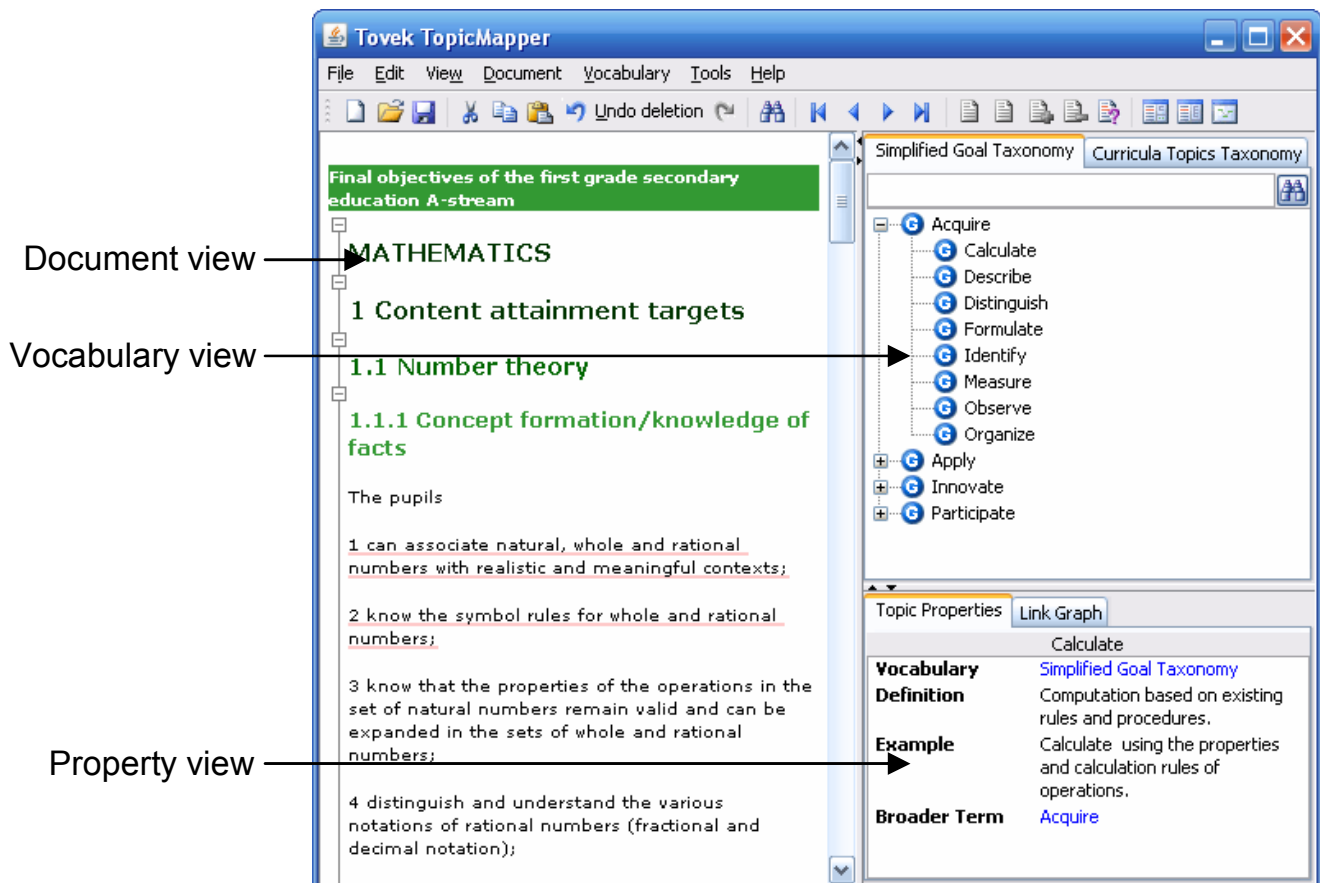 Tovek TopicMapper
File Edit View Document Vocabulary Tools Help
Undo deletion
Final objectives of the first grade secondary
education A-stream
MATHEMATICS
1 Content attainment targets
1.1 Number theory
1.1.1 Concept formation/knowledge of
facts
The pupils
1 can associate natural, whole and rational
numbers with realistic and meaningful contexts;
2 know the symbol rules for whole and rational
numbers;
3 know that the properties of the operations in the
set of natural numbers remain valid and can be
expanded in the sets of whole and rational
numbers;
4 distinguish and understand the various
notations of rational numbers (fractional and
decimal notation);
Simplified Goal Taxonomy Curricula Topics Taxonomy
G Acquire
G Calculate
G Describe
G Distinguish
G Formulate
G Identify
G Measure
G Observe
G Organize
G Apply
G Innovate
G Participate
Topic Properties Link Graph
Calculate
Vocabulary Simplified Goal Taxonomy
Definition Computation based on existing
rules and procedures.
Example Calculate using the properties
and calculation rules of
operations.
Broader Term Acquire
Document view
Vocabulary view
Property view